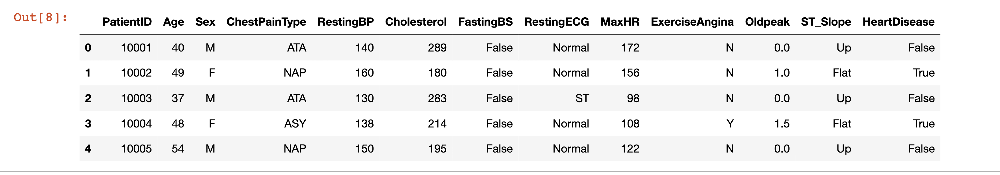 Out[8]:
PatientID Age Sex ChestPainType RestingBP Cholesterol FastingBS RestingECG MaxHR ExerciseAngina Oldpeak ST_Slope HeartDisease
0 10001 40 M ATA 140 289 False Normal 172 N 0.0 Up False
1 10002 49 F NAP 160 180 False Normal 156 N 1.0 Flat True
2 10003 37 M ATA 130 283 False ST 98 N 0.0 Up False
3 10004 48 F ASY 138 214 False Normal 108 Y 1.5 Flat True
4 10005 54 M NAP 150 195 False Normal 122 N 0.0 Up False